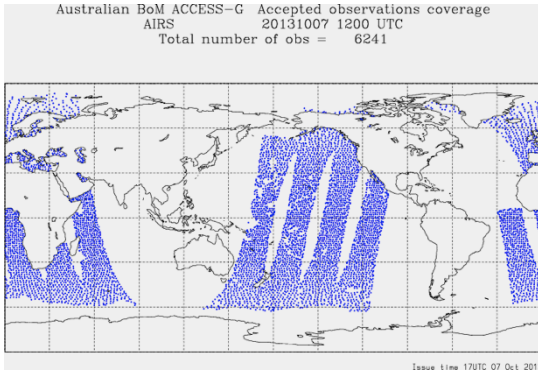 Australian BoM ACCESS-G Accepted observations coverage
AIRS 20131007 1200 UTC
Total number of obs = 6241
Issue time 17UTC 07 Oct 201